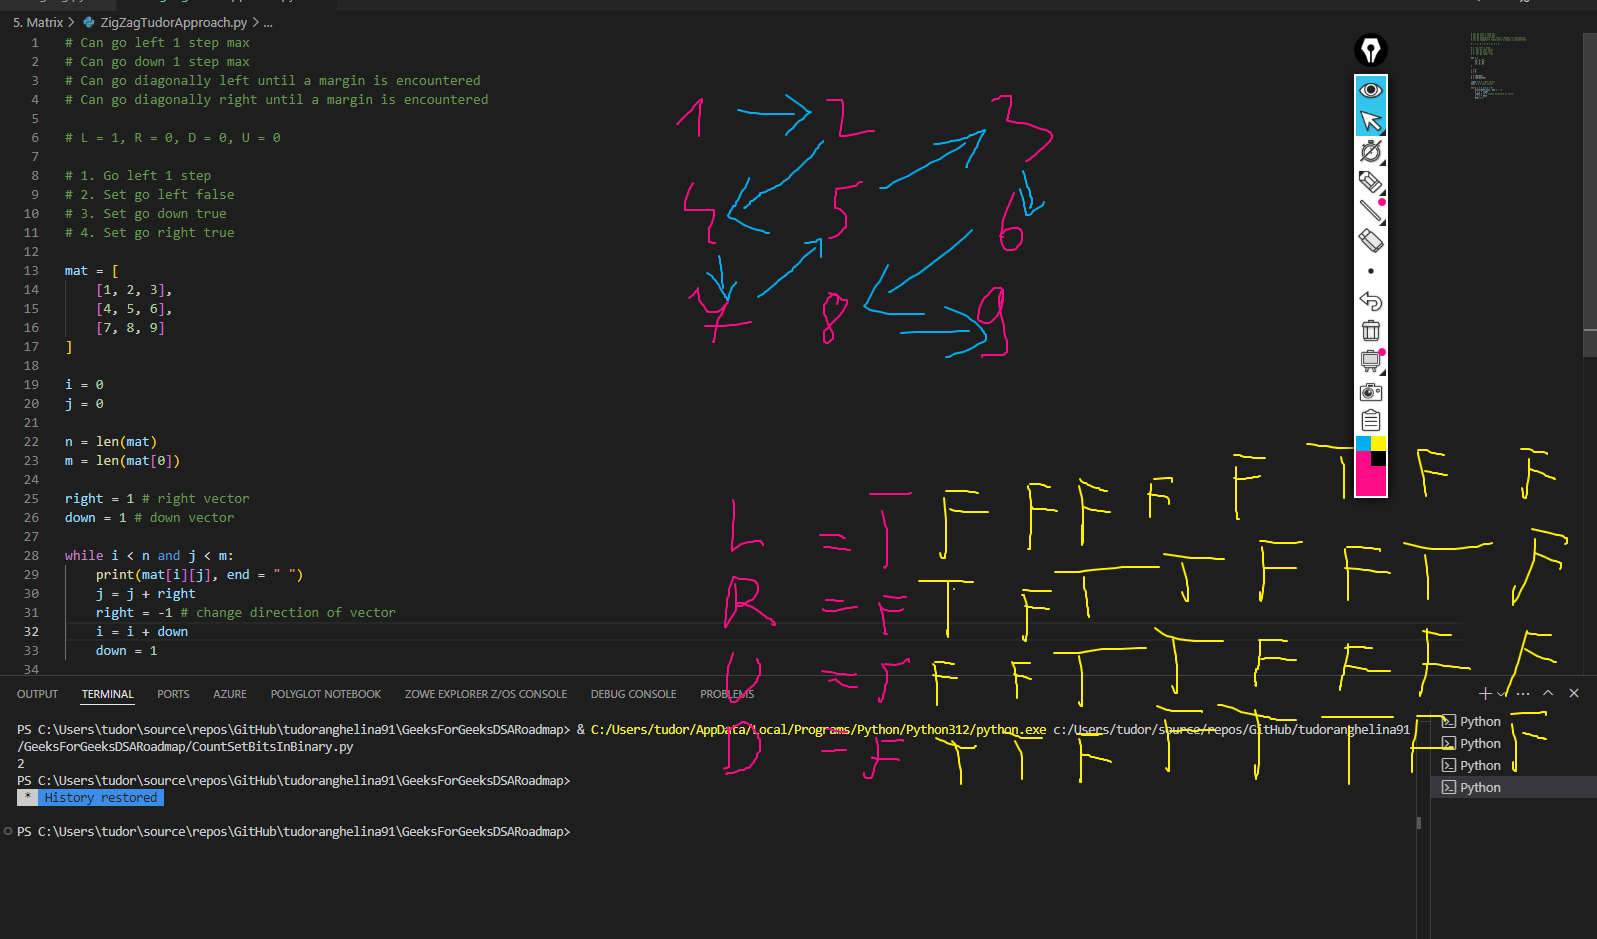 5. Matrix > ZigZagTudorApproach.py > ...
1 # Can go left 1 step max
2 # Can go down 1 step max
3 # Can go diagonally left until a margin is encountered
4 # Can go diagonally right until a margin is encountered
5
6 # L = 1, R = 0, D = 0, U = 0
7
8 # 1. Go left 1 step
9 # 2. Set go left false
10 # 3. Set go down true
11 # 4. Set go right true
12
13 mat = [
14 [1, 2, 3],
15 [4, 5, 6],
16 [7, 8, 9]
17 ]
18
19 i = 0
20 j = 0
21
22 n = len(mat)
23 m = len(mat[0])
24
25 right = 1 # right vector
26 down = 1 # down vector
27
28 while i < n and j < m:
29 print(mat[i][j], end = " ")
30 j = j + right
31 right = -1 # change direction of vector
32 i = i + down
33 down = 1
34
1 2 3
4 5 6
7 8 9
L = T F F F F F T F F
R = F T F T T F F T F
U = F F F T T F F F F
D = F T T F T T T F F
OUTPUT TERMINAL PORTS AZURE POLYGLOT NOTEBOOK ZOWE EXPLORER Z/OS CONSOLE DEBUG CONSOLE PROBLEMS
PS C:\Users\tudor\source\repos\GitHub\tudoranghelina91\GeeksForGeeksDSARoadmap> & C:/Users/tudor/AppData/Local/Programs/Python/Python312/python.exe c:/Users/tudor/source/repos/GitHub/tudoranghelina91
/GeeksForGeeksDSARoadmap/CountSetBitsInBinary.py
2
PS C:\Users\tudor\source\repos\GitHub\tudoranghelina91\GeeksForGeeksDSARoadmap>
* History restored
PS C:\Users\tudor\source\repos\GitHub\tudoranghelina91\GeeksForGeeksDSARoadmap>
Python
Python
Python
Python